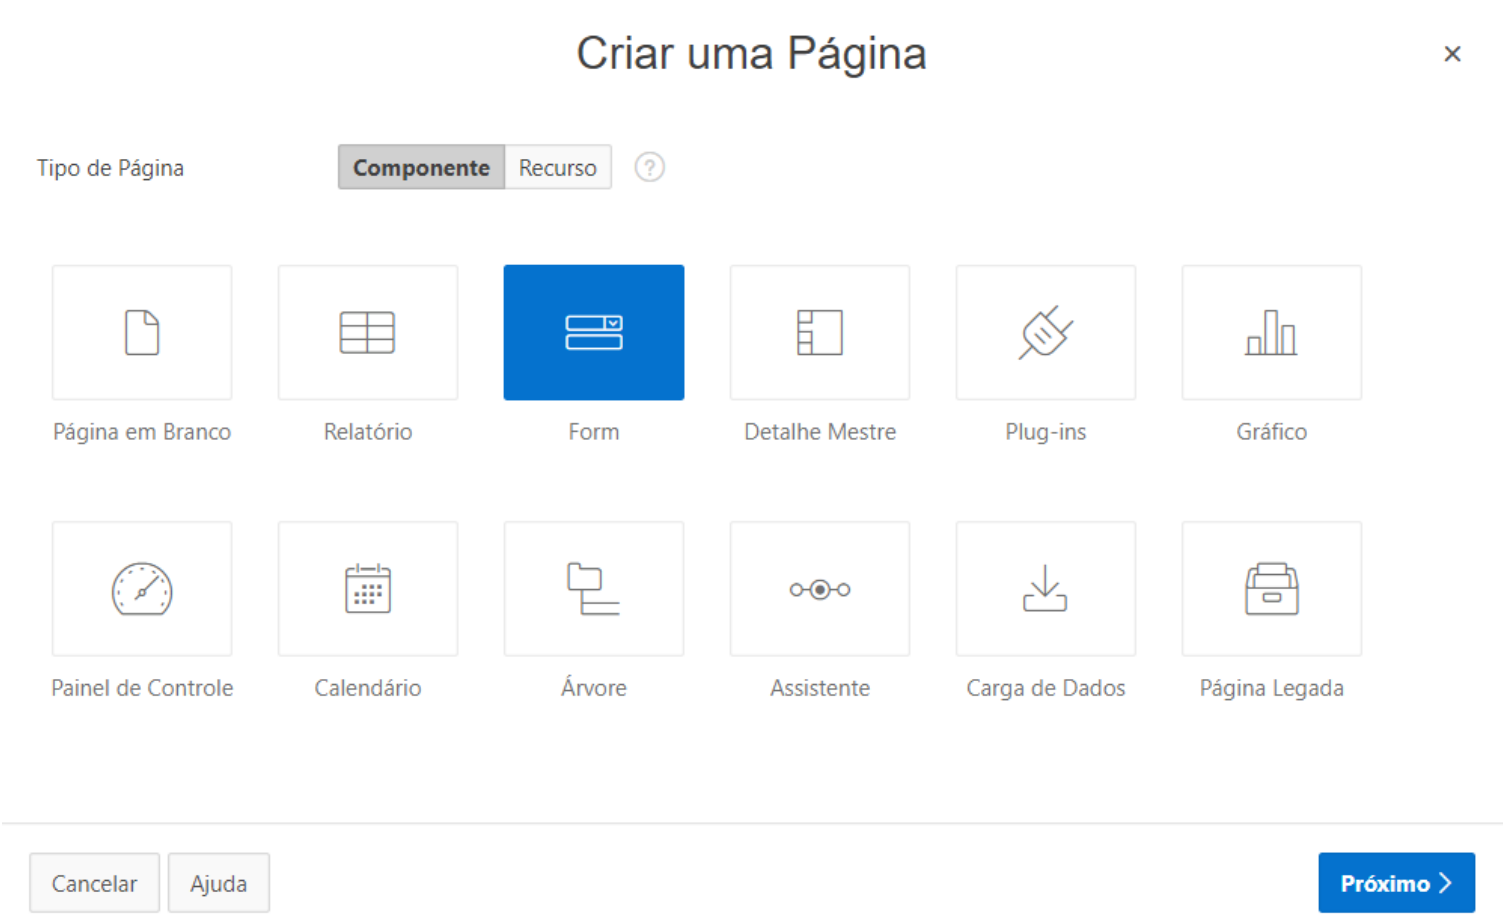 Criar uma Página
Tipo de Página
Componente Recurso ?
Página em Branco Relatório Form Detalhe Mestre Plug-ins Gráfico
Painel de Controle Calendário Árvore Assistente Carga de Dados Página Legada
Cancelar Ajuda Próximo